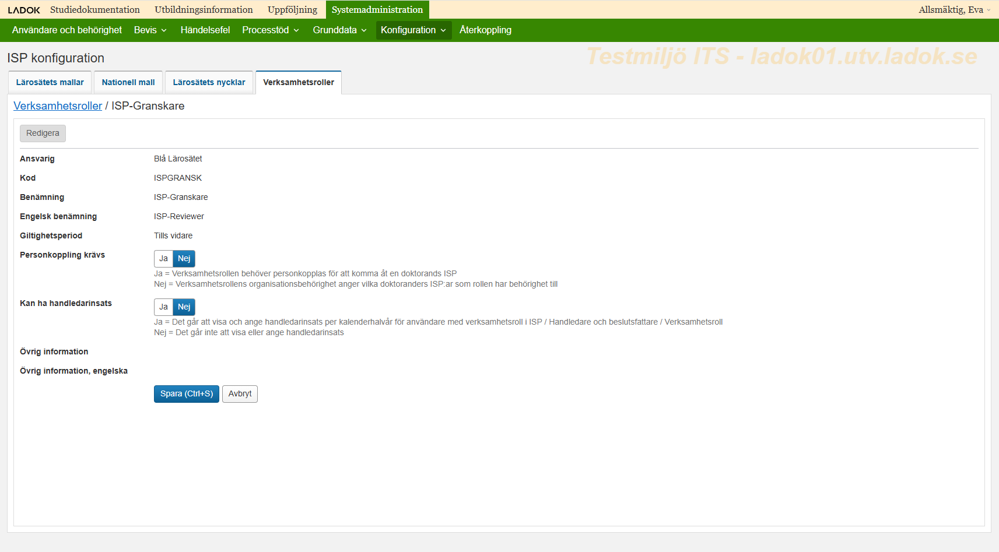 LADOK Studiedokumentation Utbildningsinformation Uppföljning Systemadministration Allsmäktig, Eva
Användare och behörighet Bevis Händelsefel Processtöd Grunddata Konfiguration Återkoppling
ISP konfiguration
Testmiljö ITS - ladok01.utv.ladok.se
Lärosätets mallar Nationell mall Lärosätets nycklar Verksamhetsroller
Verksamhetsroller / ISP-Granskare
Redigera
Ansvarig Blå Lärosätet
Kod ISPGRANSK
Benämning ISP-Granskare
Engelsk benämning ISP-Reviewer
Giltighetsperiod Tills vidare
Personkoppling krävs Ja Nej
Ja = Verksamhetsrollen behöver personkopplas för att komma åt en doktorands ISP
Nej = Verksamhetsrollens organisationsbehörighet anger vilka doktoranders ISP:ar som rollen har behörighet till
Kan ha handledarinsats Ja Nej
Ja = Det går att visa och ange handledarinsats per kalenderhalvår för användare med verksamhetsroll i ISP / Handledare och beslutsfattare / Verksamhetsroll
Nej = Det går inte att visa eller ange handledarinsats
Övrig information
Övrig information, engelska
Spara (Ctrl+S) Avbryt